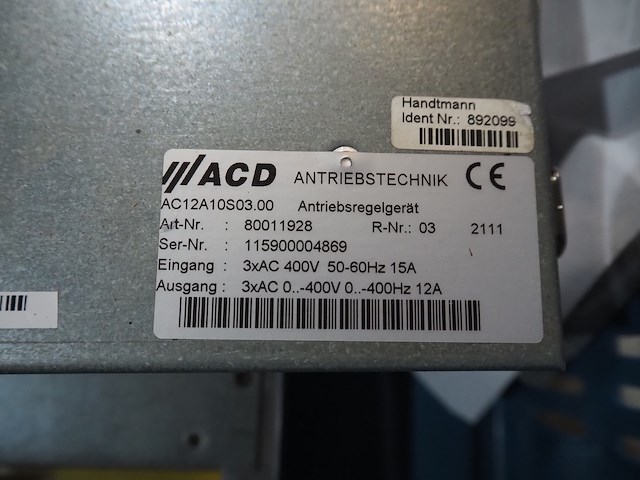 Handtmann
Ident Nr.: 892099
ACD ANTRIEBSTECHNIK CE
AC12A10S03.00 Antriebsregelgerät
Art-Nr. : 80011928 R-Nr.: 03 2111
Ser-Nr. : 115900004869
Eingang : 3xAC 400V 50-60Hz 15A
Ausgang : 3xAC 0..-400V 0..-400Hz 12A